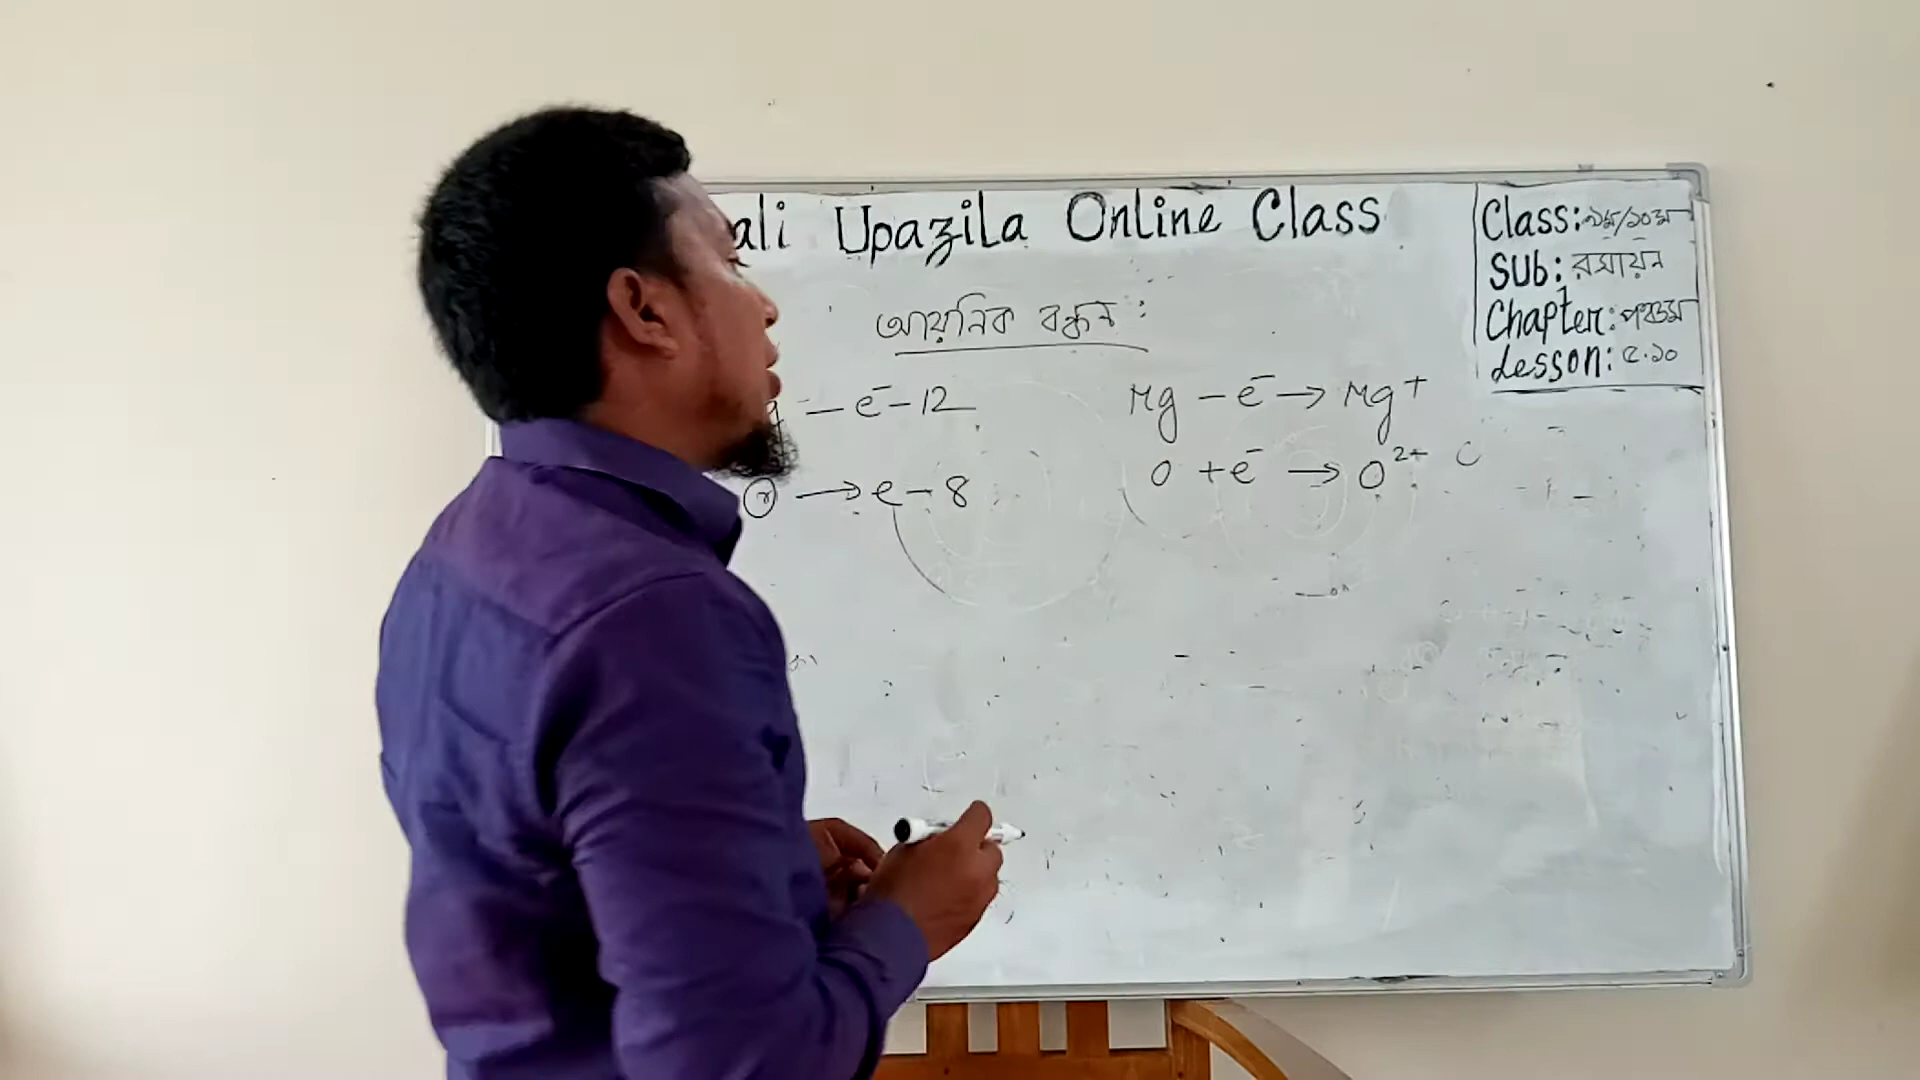 ali Upazila Online Class
Class: ৯ম/১০ম
Sub: রসায়ন
Chapter: পঞ্চম
Lesson: ৫.১০
আয়নিক বন্ধন :
g — e⁻ – 12
Mg – e⁻ → Mg+
→ e – 8
O + e⁻ → O²⁺